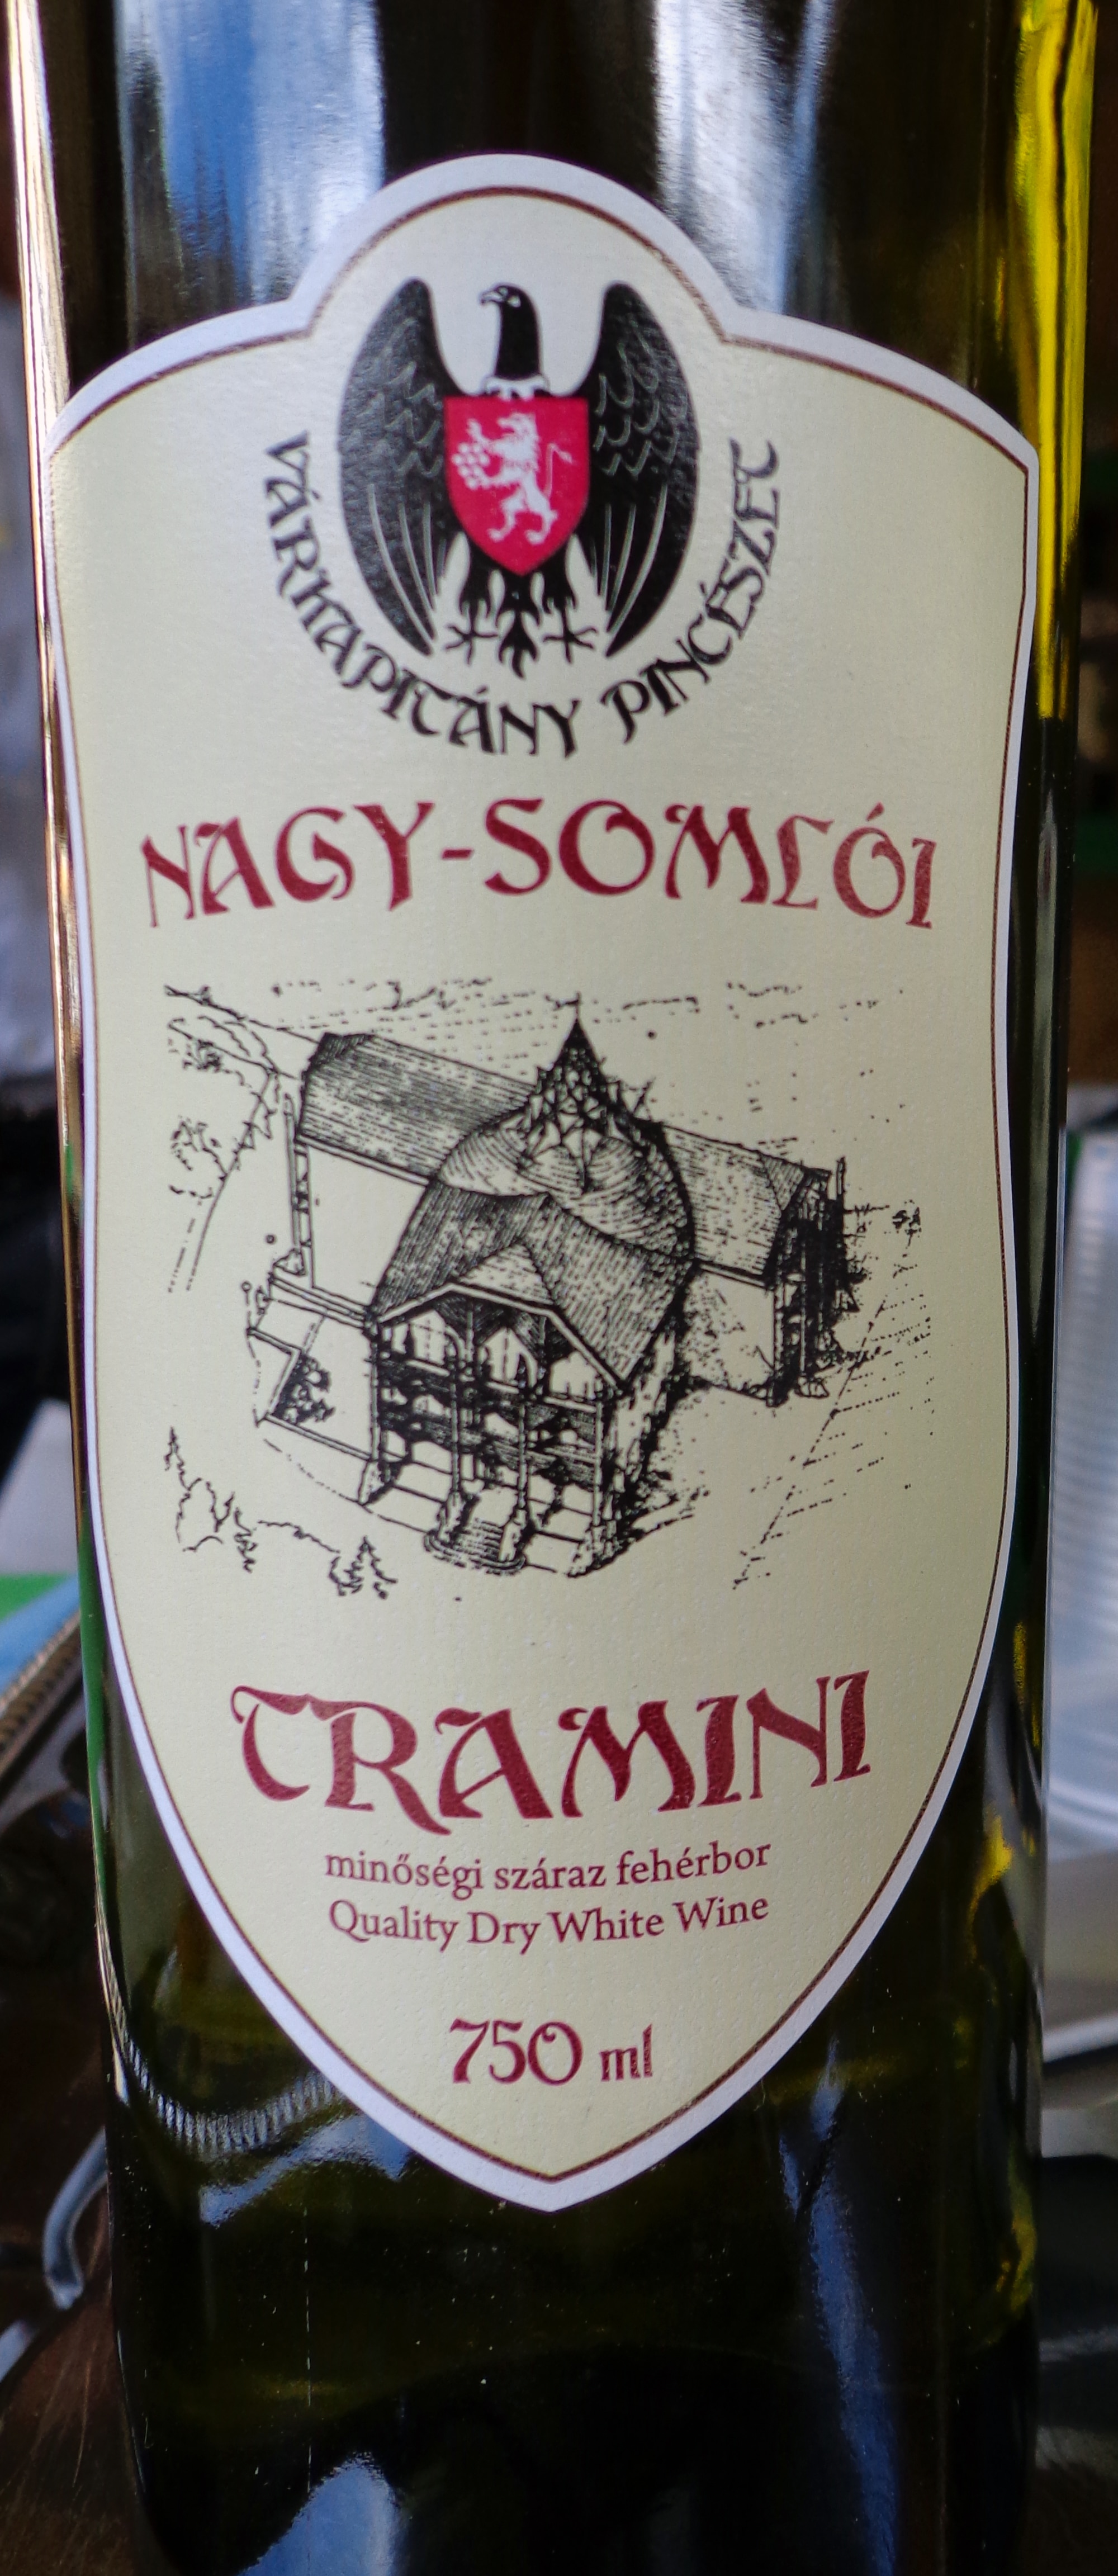 VÁRKAPITÁNY PINCÉSZET
NAGY-SOMLÓI
TRAMINI
minőségi száraz fehérbor
Quality Dry White Wine
750 ml